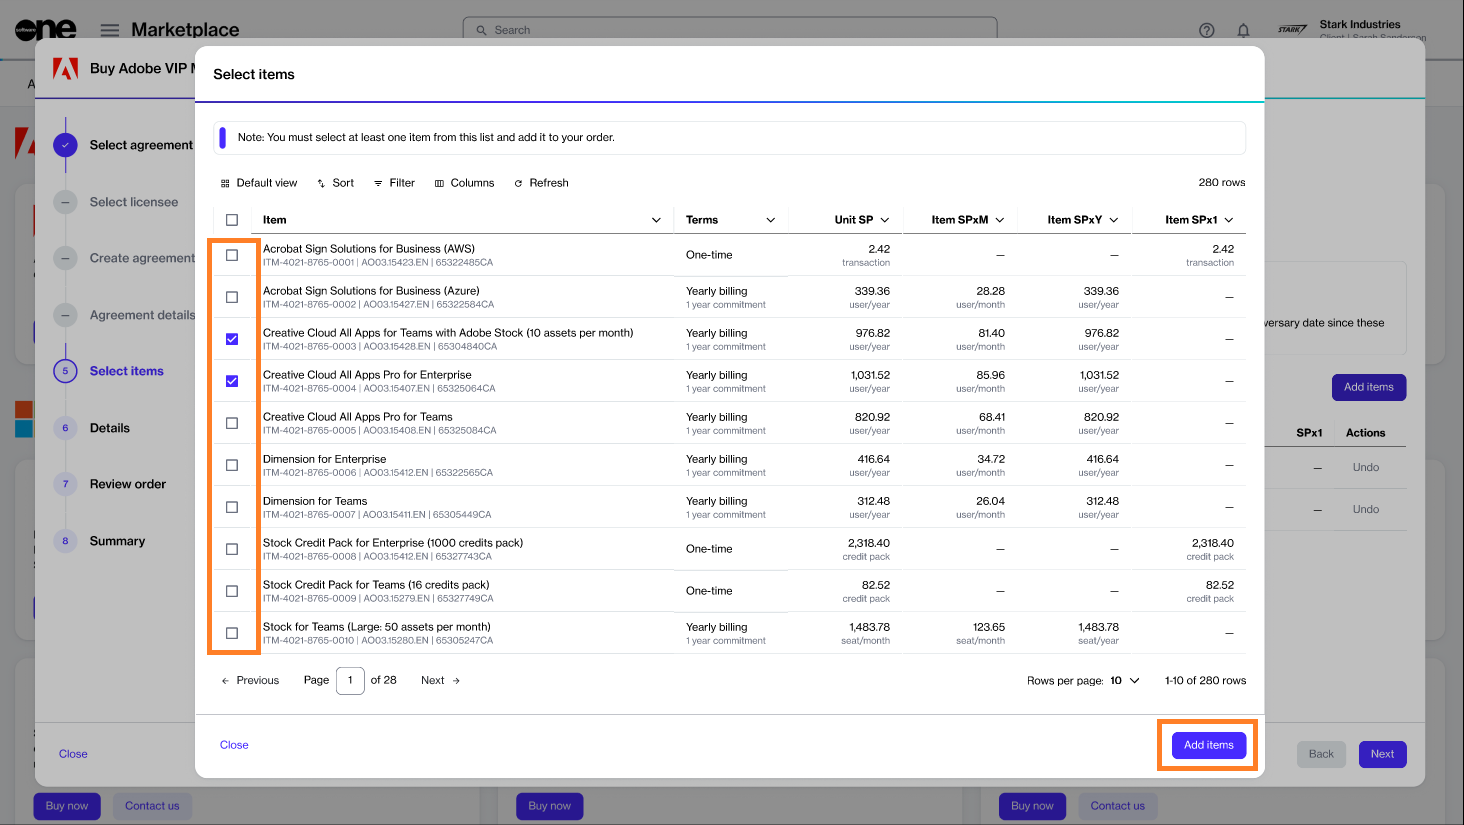 software one
Marketplace
Search
STARK
Stark Industries
Client | Sarah Sanderson
Buy Adobe VIP M
Select items
Select agreement
Select licensee
Create agreement
Agreement details
5 Select items
6 Details
7 Review order
8 Summary
Note: You must select at least one item from this list and add it to your order.
Default view Sort Filter Columns Refresh 280 rows
Item Terms Unit SP Item SPxM Item SPxY Item SPx1
Acrobat Sign Solutions for Business (AWS) One-time 2.42 — — 2.42
ITM-4021-8765-0001 | AO03.15423.EN | 65322485CA transaction transaction
Acrobat Sign Solutions for Business (Azure) Yearly billing 339.36 28.28 339.36 —
ITM-4021-8765-0002 | AO03.15427.EN | 65322584CA 1 year commitment user/year user/month user/year
Creative Cloud All Apps for Teams with Adobe Stock (10 assets per month) Yearly billing 976.82 81.40 976.82 —
ITM-4021-8765-0003 | AO03.15428.EN | 65304840CA 1 year commitment user/year user/month user/year
Creative Cloud All Apps Pro for Enterprise Yearly billing 1,031.52 85.96 1,031.52 —
ITM-4021-8765-0004 | AO03.15407.EN | 65325064CA 1 year commitment user/year user/month user/year
Creative Cloud All Apps Pro for Teams Yearly billing 820.92 68.41 820.92 —
ITM-4021-8765-0005 | AO03.15408.EN | 65325084CA 1 year commitment user/year user/month user/year
Dimension for Enterprise Yearly billing 416.64 34.72 416.64 —
ITM-4021-8765-0006 | AO03.15412.EN | 65322565CA 1 year commitment user/year user/month user/year
Dimension for Teams Yearly billing 312.48 26.04 312.48 —
ITM-4021-8765-0007 | AO03.15411.EN | 65305449CA 1 year commitment user/year user/month user/year
Stock Credit Pack for Enterprise (1000 credits pack) One-time 2,318.40 — — 2,318.40
ITM-4021-8765-0008 | AO03.15412.EN | 65327743CA credit pack credit pack
Stock Credit Pack for Teams (16 credits pack) One-time 82.52 — — 82.52
ITM-4021-8765-0009 | AO03.15279.EN | 65327749CA credit pack credit pack
Stock for Teams (Large: 50 assets per month) Yearly billing 1,483.78 123.65 1,483.78 —
ITM-4021-8765-0010 | AO03.15280.EN | 65305247CA 1 year commitment seat/month seat/month seat/year
Previous Page 1 of 28 Next Rows per page: 10 1-10 of 280 rows
Close Add items
versary date since these
Add items
SPx1 Actions
— Undo
— Undo
Close Back Next
Buy now Contact us Buy now Buy now Contact us